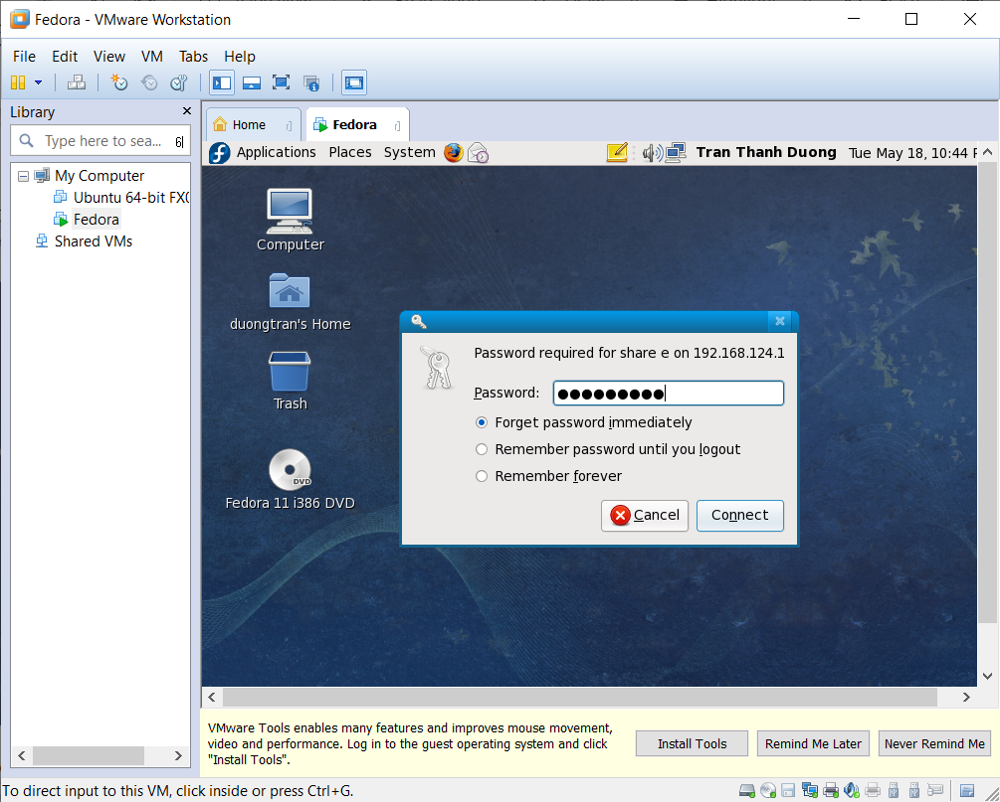 Fedora - VMware Workstation
File Edit View VM Tabs Help
Library
Type here to sea...
My Computer
Ubuntu 64-bit FX
Fedora
Shared VMs
Home
Fedora
Applications Places System
Tran Thanh Duong Tue May 18, 10:44
Computer
duongtran's Home
Trash
DVD
Fedora 11 i386 DVD
Password required for share e on 192.168.124.1
Password: ●●●●●●●●●
Forget password immediately
Remember password until you logout
Remember forever
Cancel Connect
VMware Tools enables many features and improves mouse movement,
video and performance. Log in to the guest operating system and click
"Install Tools".
Install Tools Remind Me Later Never Remind Me
To direct input to this VM, click inside or press Ctrl+G.